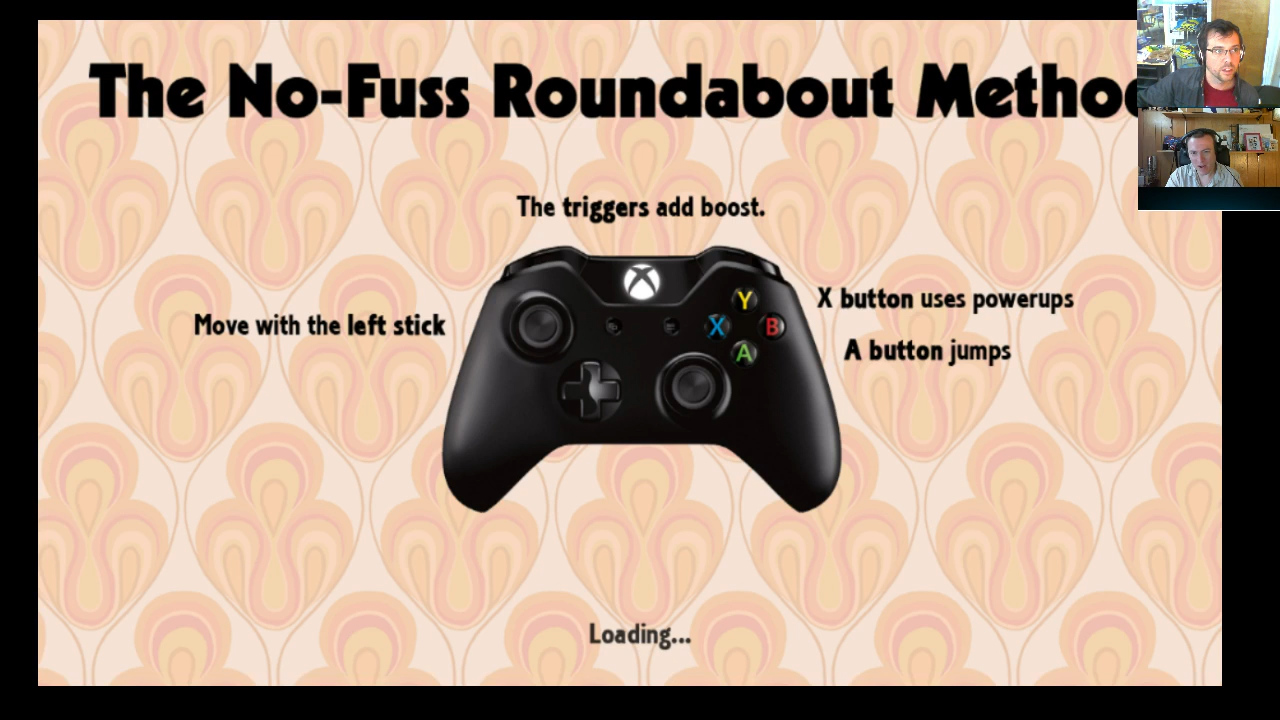 The No-Fuss Roundabout Metho
The triggers add boost.
X button uses powerups
Move with the left stick
A button jumps
Y
X
B
A
Loading...